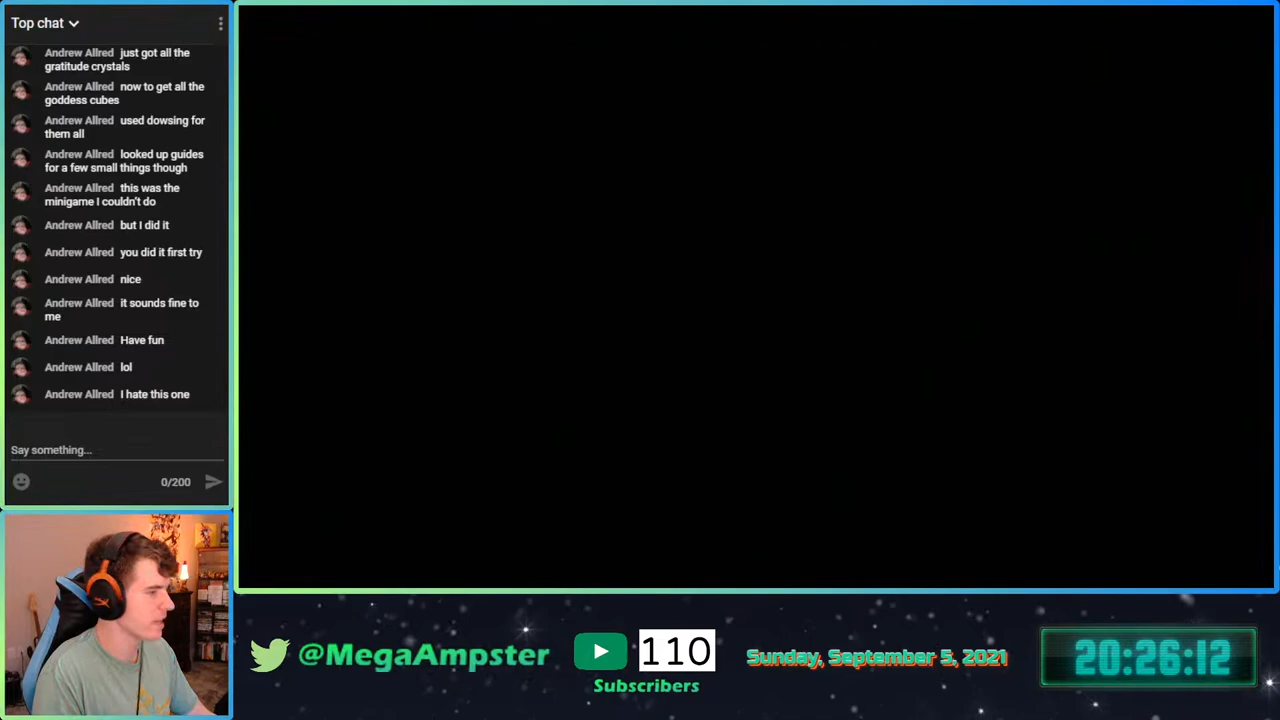 Top chat
Andrew Allred just got all the
gratitude crystals
Andrew Allred now to get all the
goddess cubes
Andrew Allred used dowsing for
them all
Andrew Allred looked up guides
for a few small things though
Andrew Allred this was the
minigame I couldn't do
Andrew Allred but I did it
Andrew Allred you did it first try
Andrew Allred nice
Andrew Allred it sounds fine to
me
Andrew Allred Have fun
Andrew Allred lol
Andrew Allred I hate this one
Say something...
0/200
@MegaAmpster
110
Subscribers
Sunday, September 5, 2021
20:26:12